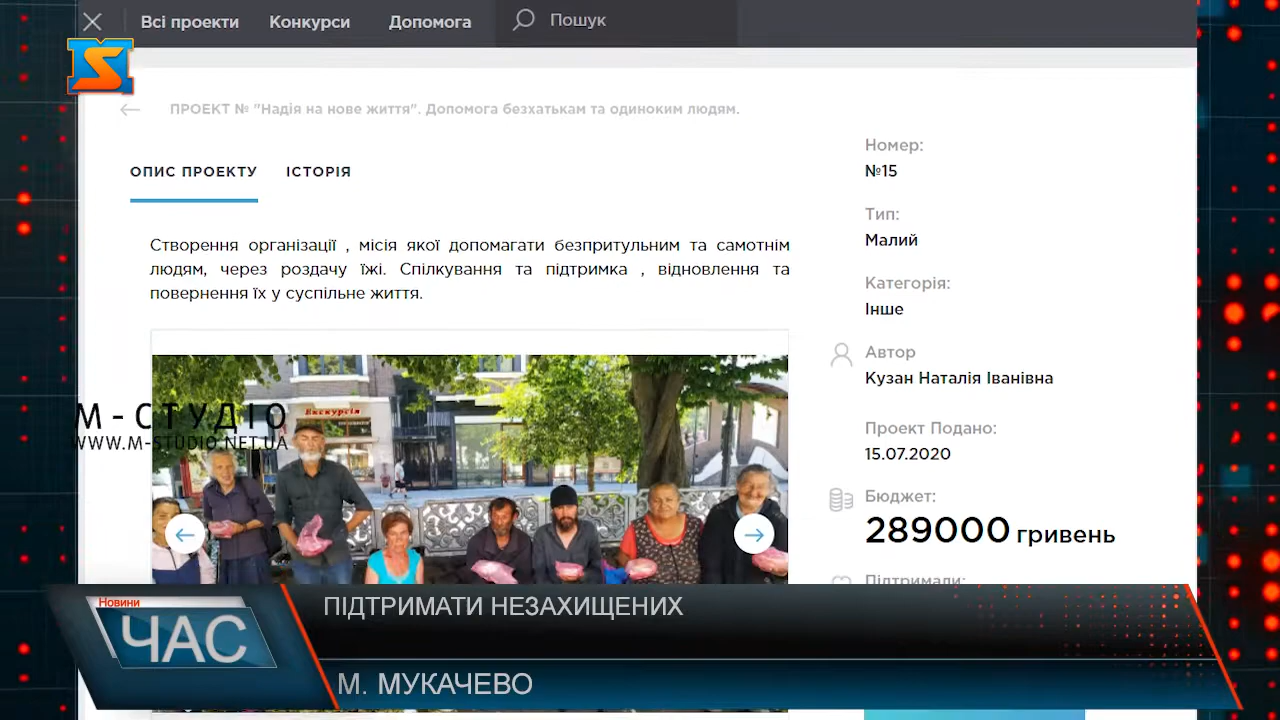 Всі проекти Конкурси Допомога Пошук
ПРОЕКТ № "Надія на нове життя". Допомога безхатькам та одиноким людям.
ОПИС ПРОЕКТУ ІСТОРІЯ
Створення організації , місія якої допомагати безпритульним та самотнім
людям, через роздачу їжі. Спілкування та підтримка , відновлення та
повернення їх у суспільне життя.
Номер:
№15
Тип:
Малий
Категорія:
Інше
Автор
Кузан Наталія Іванівна
Проект Подано:
15.07.2020
Бюджет:
289000 гривень
Підтримали:
Екскурсія
М-СТУДІО
WWW.M-STUDIO.NET.UA
Новини
ЧАС
ПІДТРИМАТИ НЕЗАХИЩЕНИХ
М. МУКАЧЕВО